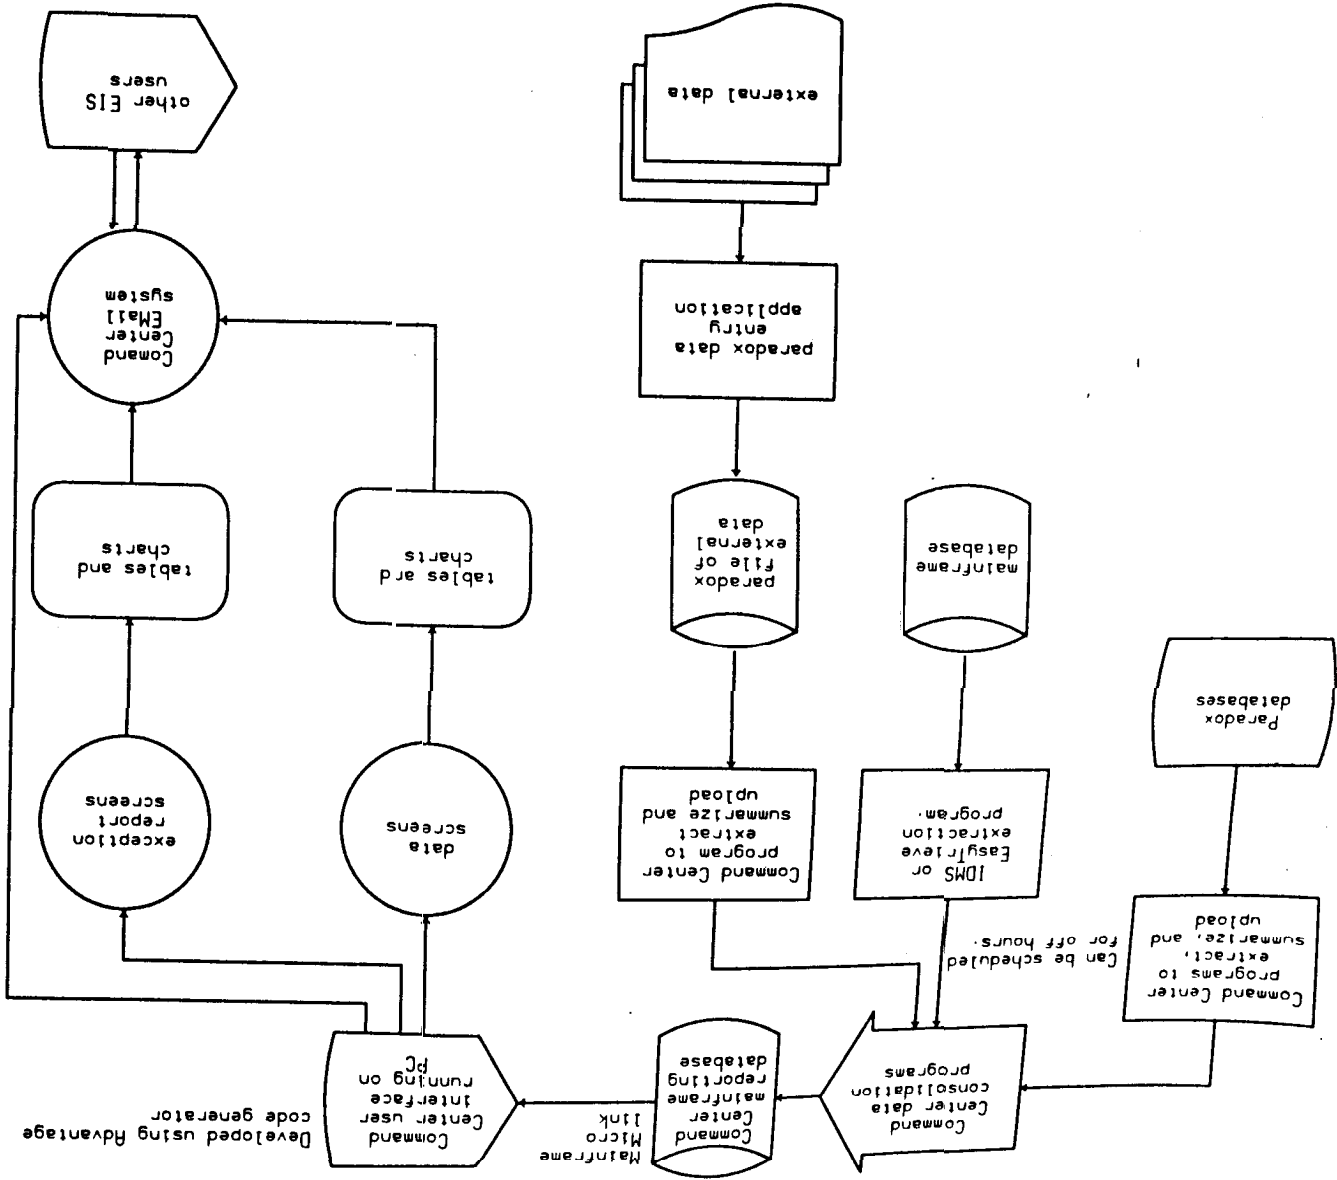 Command Center
programs to
extract,
summarize, and
upload
Paradox
databases
Command
Center data
consolidation
programs
Can be scheduled
for off hours.
IDMS or
EasyTrieve
extraction
program.
mainframe
database
Command
Center
mainframe
reporting
database
Command Center
program to
extract
summarize and
upload
paradox
file of
external
data
paradox data
entry
application
external data
Mainframe
Micro
link
Command
Center user
interface
running on
PC
Developed using Advantage
code generator
data
screens
exception
report
screens
tables ard
charts
tables and
charts
Comand
Center
EMail
system
other EIS
users